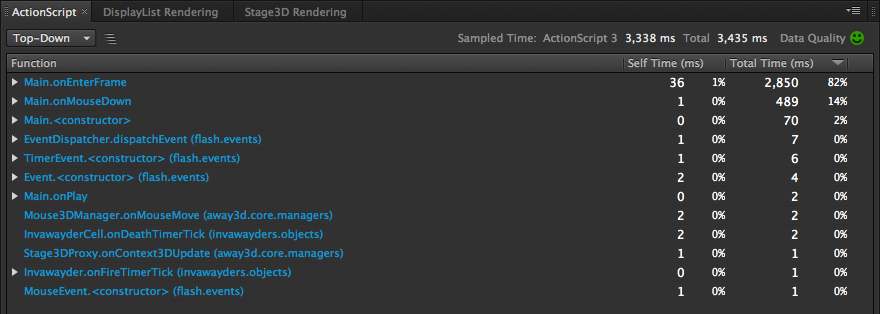 ActionScript DisplayList Rendering Stage3D Rendering
Top-Down Sampled Time: ActionScript 3 3,338 ms Total 3,435 ms Data Quality
Function Self Time (ms) Total Time (ms)
Main.onEnterFrame 36 1% 2,850 82%
Main.onMouseDown 1 0% 489 14%
Main.<constructor> 0 0% 70 2%
EventDispatcher.dispatchEvent (flash.events) 1 0% 7 0%
TimerEvent.<constructor> (flash.events) 1 0% 6 0%
Event.<constructor> (flash.events) 2 0% 4 0%
Main.onPlay 0 0% 2 0%
Mouse3DManager.onMouseMove (away3d.core.managers) 2 0% 2 0%
InvawayderCell.onDeathTimerTick (invawayders.objects) 2 0% 2 0%
Stage3DProxy.onContext3DUpdate (away3d.core.managers) 1 0% 1 0%
Invawayder.onFireTimerTick (invawayders.objects) 0 0% 1 0%
MouseEvent.<constructor> (flash.events) 1 0% 1 0%